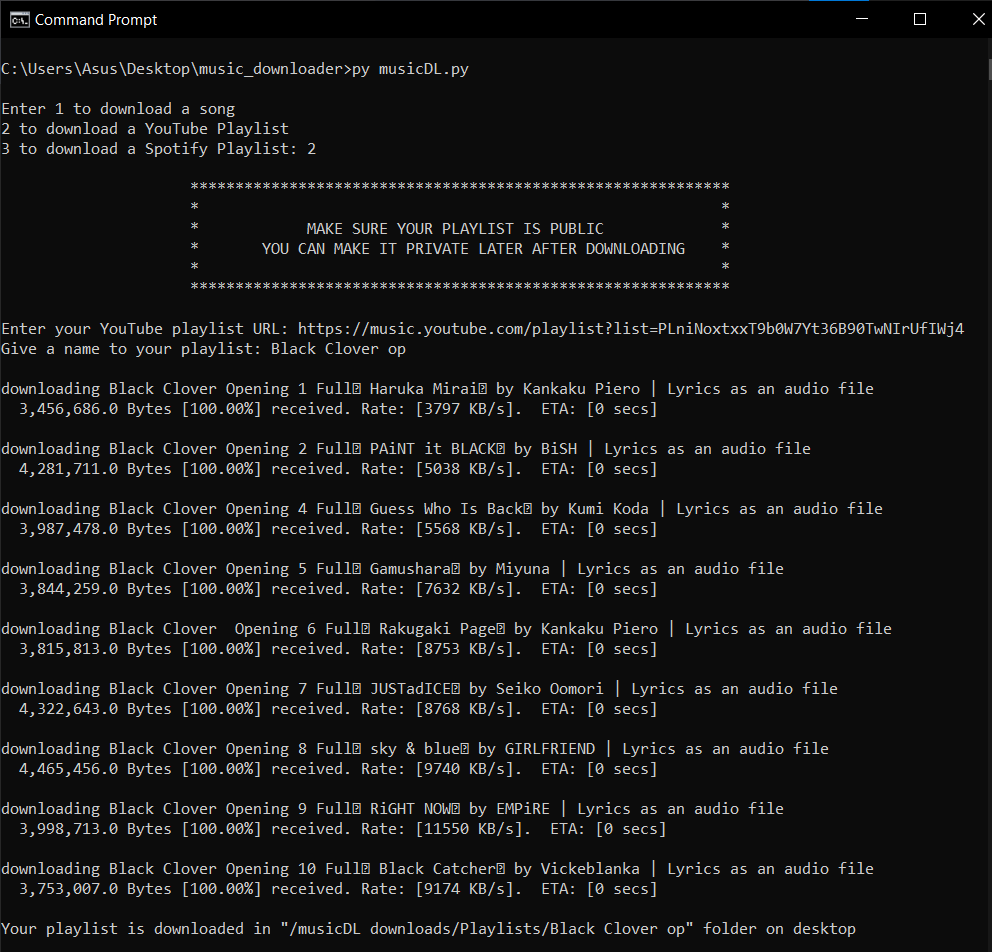 Command Prompt
C:\Users\Asus\Desktop\music_downloader>py musicDL.py
Enter 1 to download a song
2 to download a YouTube Playlist
3 to download a Spotify Playlist: 2
************************************************************
* *
* MAKE SURE YOUR PLAYLIST IS PUBLIC *
* YOU CAN MAKE IT PRIVATE LATER AFTER DOWNLOADING *
* *
************************************************************
Enter your YouTube playlist URL: https://music.youtube.com/playlist?list=PLniNoxtxxT9b0W7Yt36B90TwNIrUfIWj4
Give a name to your playlist: Black Clover op
downloading Black Clover Opening 1 Full⍰ Haruka Mirai⍰ by Kankaku Piero | Lyrics as an audio file
3,456,686.0 Bytes [100.00%] received. Rate: [3797 KB/s]. ETA: [0 secs]
downloading Black Clover Opening 2 Full⍰ PAiNT it BLACK⍰ by BiSH | Lyrics as an audio file
4,281,711.0 Bytes [100.00%] received. Rate: [5038 KB/s]. ETA: [0 secs]
downloading Black Clover Opening 4 Full⍰ Guess Who Is Back⍰ by Kumi Koda | Lyrics as an audio file
3,987,478.0 Bytes [100.00%] received. Rate: [5568 KB/s]. ETA: [0 secs]
downloading Black Clover Opening 5 Full⍰ Gamushara⍰ by Miyuna | Lyrics as an audio file
3,844,259.0 Bytes [100.00%] received. Rate: [7632 KB/s]. ETA: [0 secs]
downloading Black Clover  Opening 6 Full⍰ Rakugaki Page⍰ by Kankaku Piero | Lyrics as an audio file
3,815,813.0 Bytes [100.00%] received. Rate: [8753 KB/s]. ETA: [0 secs]
downloading Black Clover Opening 7 Full⍰ JUSTadICE⍰ by Seiko Oomori | Lyrics as an audio file
4,322,643.0 Bytes [100.00%] received. Rate: [8768 KB/s]. ETA: [0 secs]
downloading Black Clover Opening 8 Full⍰ sky & blue⍰ by GIRLFRIEND | Lyrics as an audio file
4,465,456.0 Bytes [100.00%] received. Rate: [9740 KB/s]. ETA: [0 secs]
downloading Black Clover Opening 9 Full⍰ RiGHT NOW⍰ by EMPiRE | Lyrics as an audio file
3,998,713.0 Bytes [100.00%] received. Rate: [11550 KB/s]. ETA: [0 secs]
downloading Black Clover Opening 10 Full⍰ Black Catcher⍰ by Vickeblanka | Lyrics as an audio file
3,753,007.0 Bytes [100.00%] received. Rate: [9174 KB/s]. ETA: [0 secs]
Your playlist is downloaded in "/musicDL downloads/Playlists/Black Clover op" folder on desktop